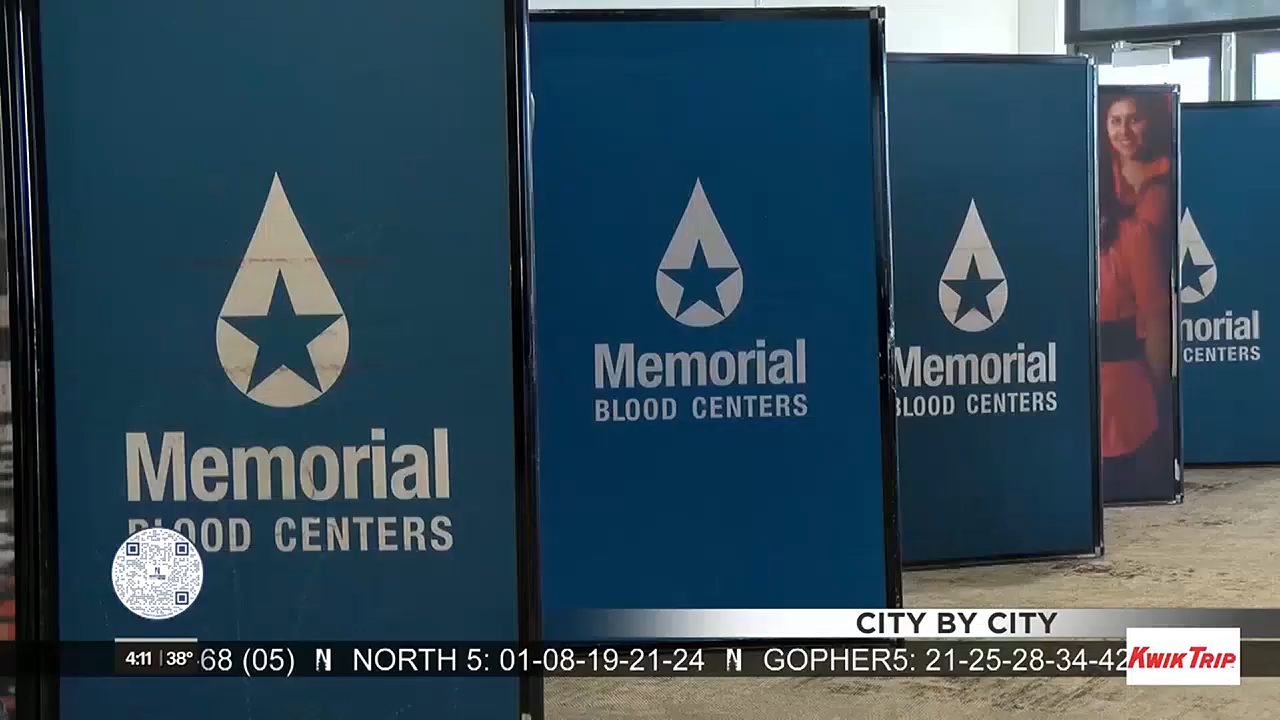 Memorial
BLOOD CENTERS
Memorial
BLOOD CENTERS
Memorial
BLOOD CENTERS
norial
CENTERS
CITY BY CITY
4:11 38° 68 (05) N NORTH 5: 01-08-19-21-24 N GOPHER5: 21-25-28-34-42
KWIK TRIP